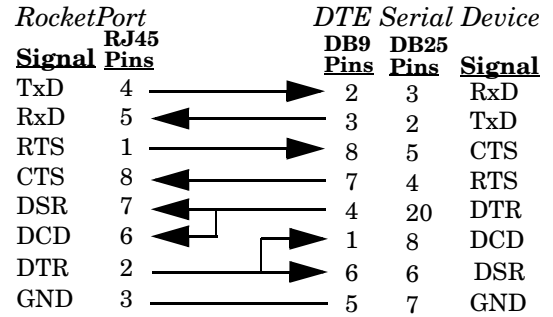 RocketPort DTE Serial Device
Signal RJ45 Pins DB9 Pins DB25 Pins Signal
TxD 4 2 3 RxD
RxD 5 3 2 TxD
RTS 1 8 5 CTS
CTS 8 7 4 RTS
DSR 7 4 20 DTR
DCD 6 1 8 DCD
DTR 2 6 6 DSR
GND 3 5 7 GND